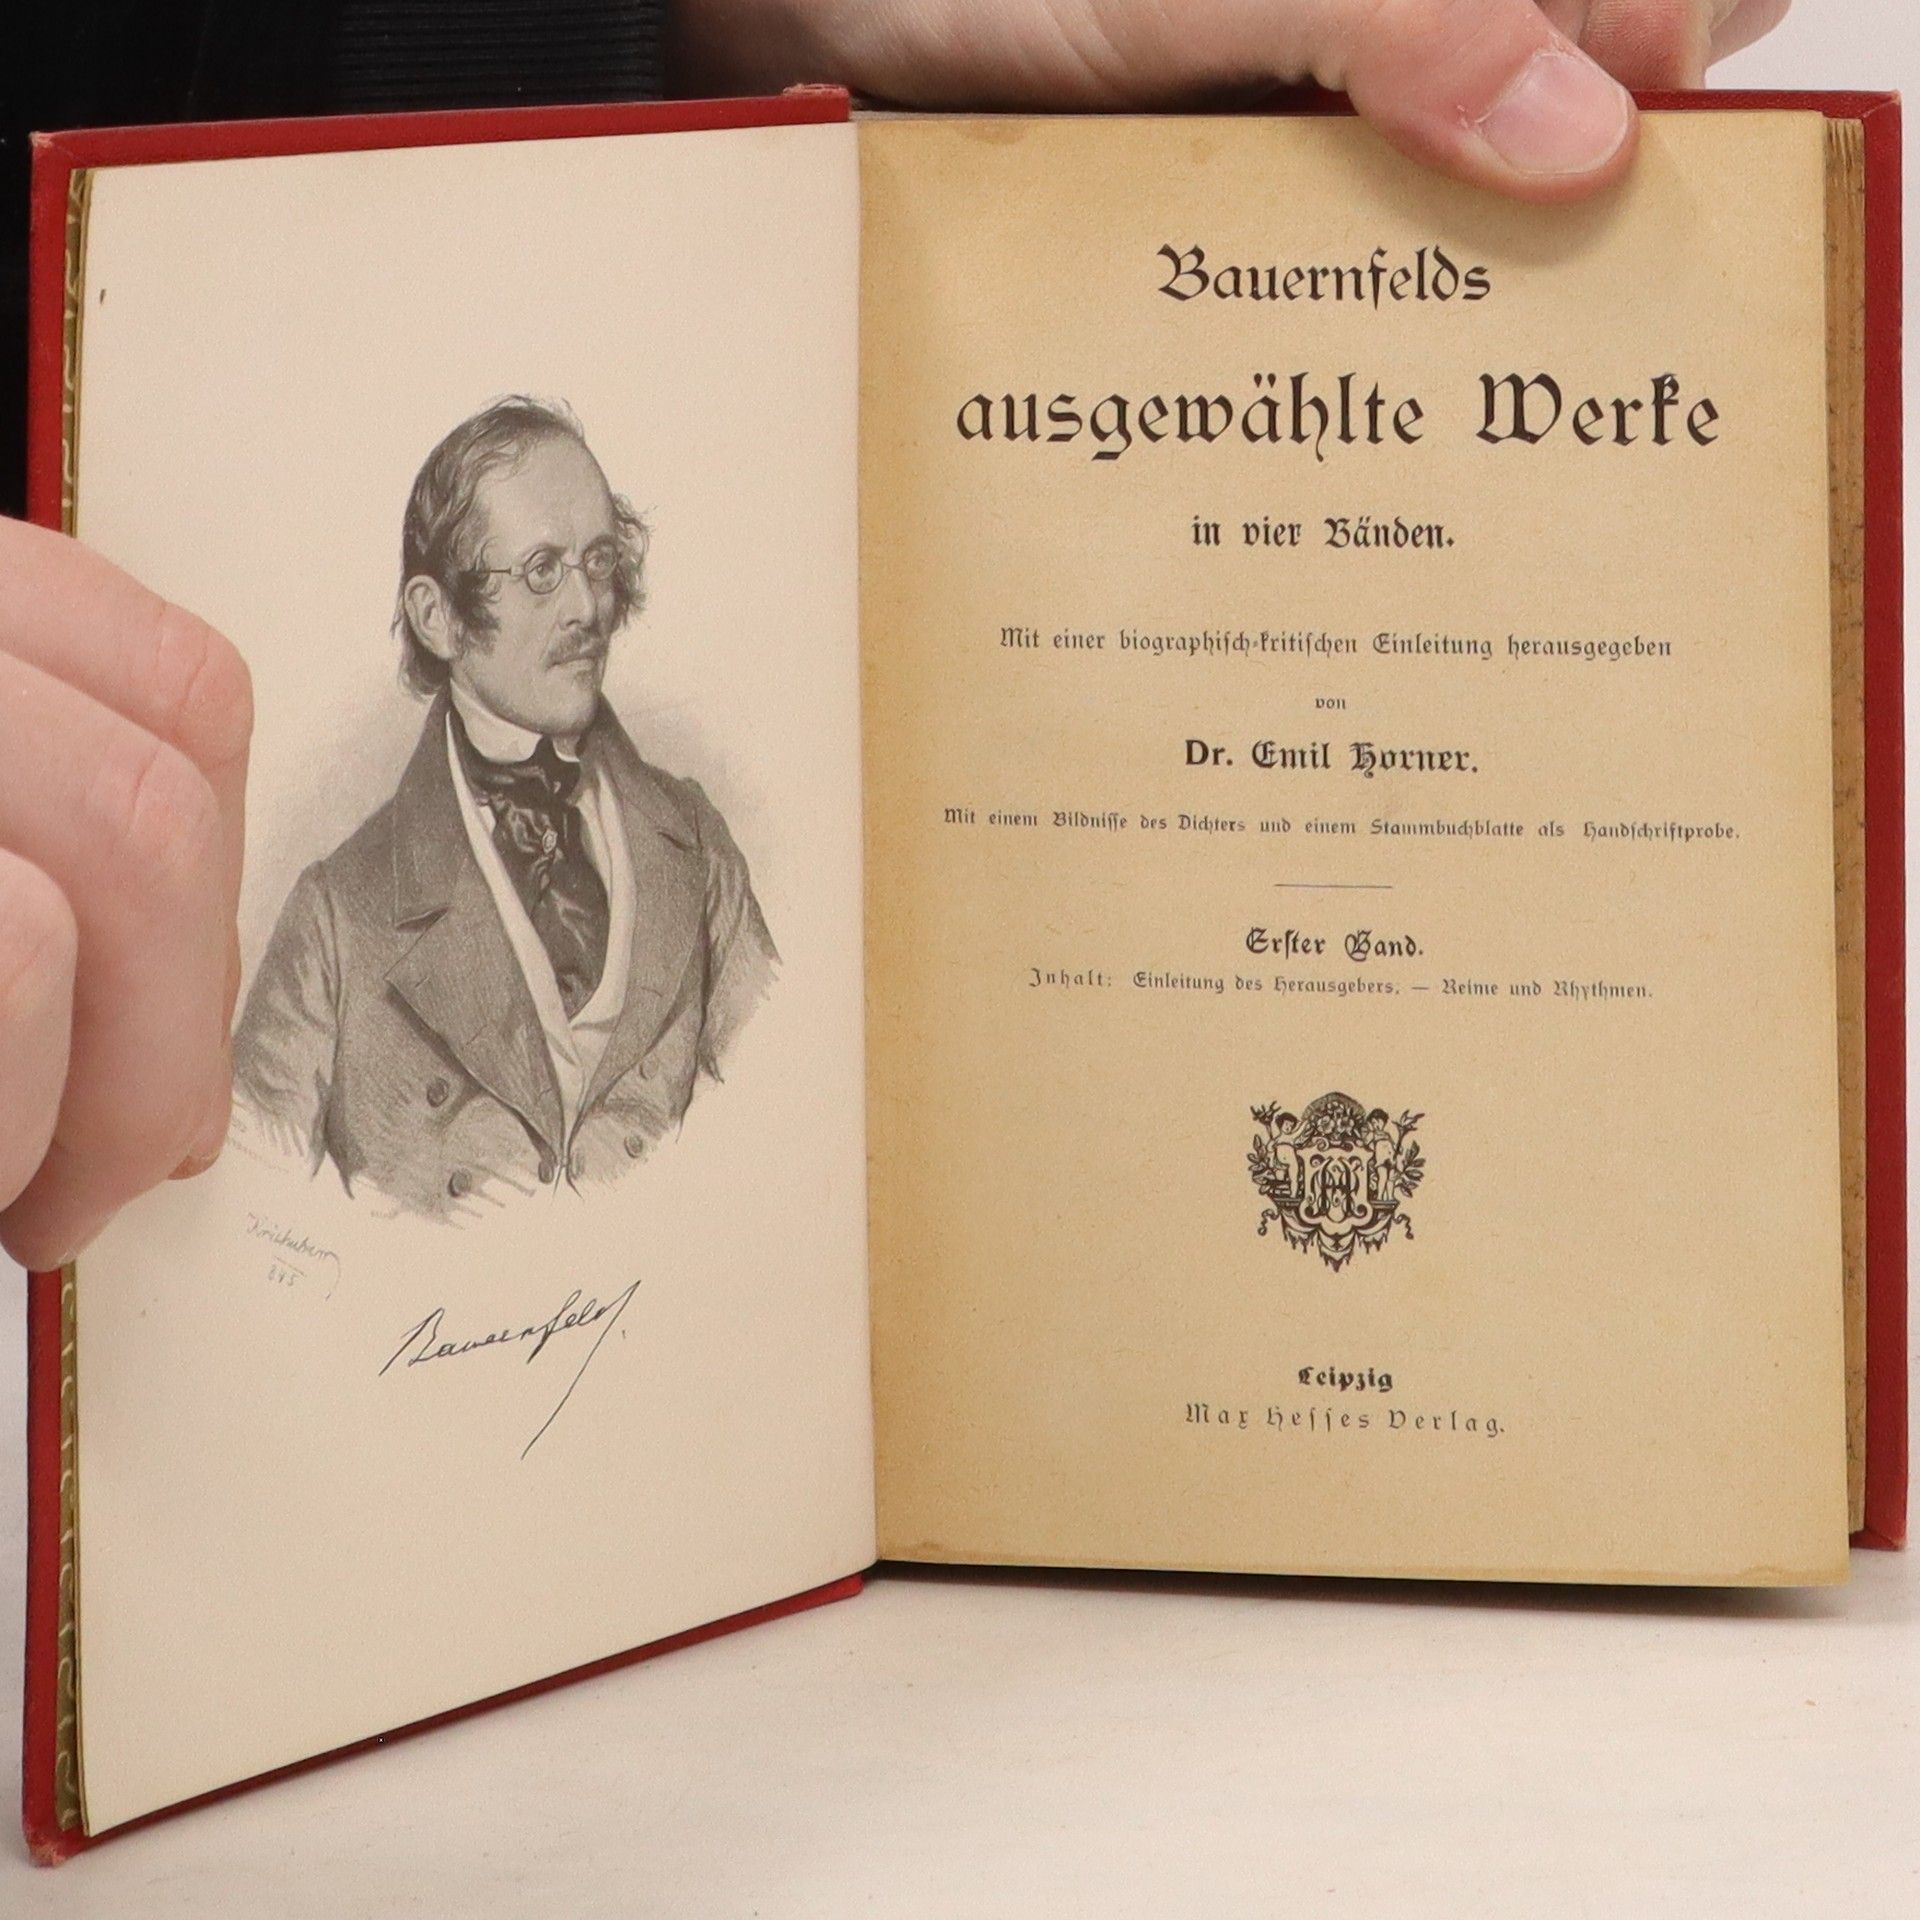 Kriehuber
845
Bauernfeld.
Bauernfelds
ausgewählte Werke
in vier Bänden.
Mit einer biographiſch-kritiſchen Einleitung herausgegeben
von
Dr. Emil Horner.
Mit einem Bildniſſe des Dichters und einem Stammbuchblatte als Handſchriftprobe.
Erſter Band.
Inhalt: Einleitung des Herausgebers. — Reime und Rhythmen.
Leipzig
Max Heſſes Verlag.